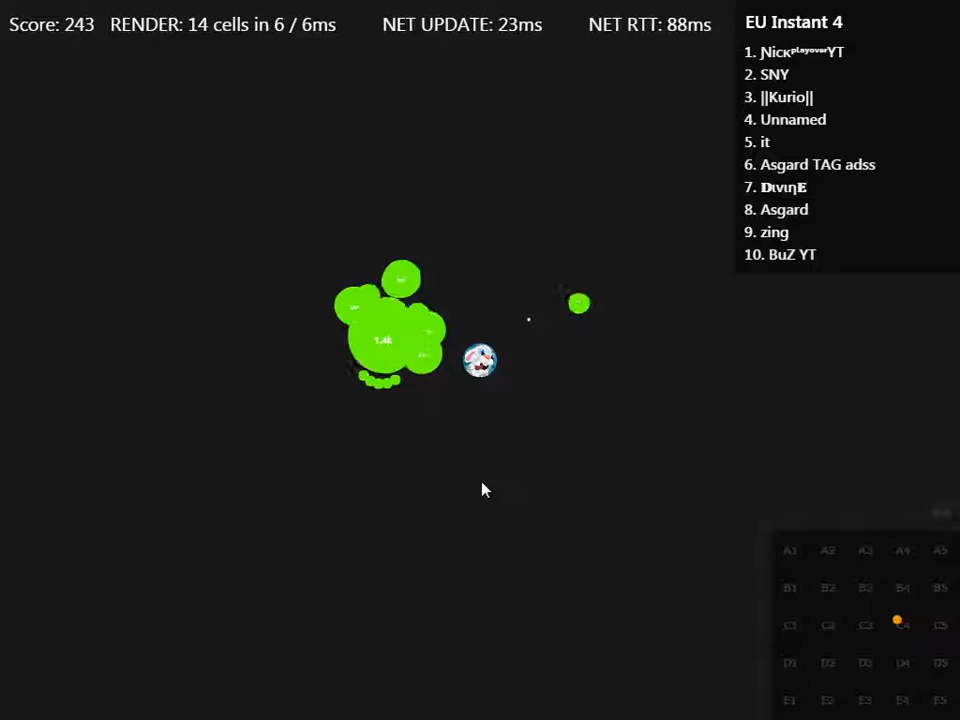 Score: 243 RENDER: 14 cells in 6 / 6ms NET UPDATE: 23ms NET RTT: 88ms
EU Instant 4
1. Ɲicκᵖᴸᵃʸᵒᵛᵉʳ¥T
2. SNY
3. ||Kurio||
4. Unnamed
5. it
6. Asgard TAG adss
7. 𝐃ιvιη𝐄
8. Asgard
9. zing
10. BuZ YT
1.4k
A1 A2 A3 A4 A5
B1 B2 B3 B4 B5
C1 C2 C3 C4 C5
D1 D2 D3 D4 D5
E1 E2 E3 E4 E5